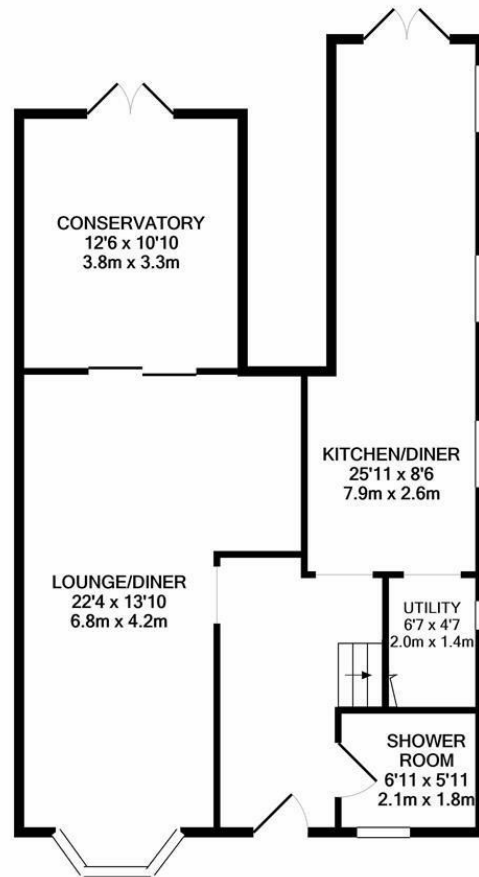 CONSERVATORY
12'6 x 10'10
3.8m x 3.3m
KITCHEN/DINER
25'11 x 8'6
7.9m x 2.6m
LOUNGE/DINER
22'4 x 13'10
6.8m x 4.2m
UTILITY
6'7 x 4'7
2.0m x 1.4m
SHOWER
ROOM
6'11 x 5'11
2.1m x 1.8m